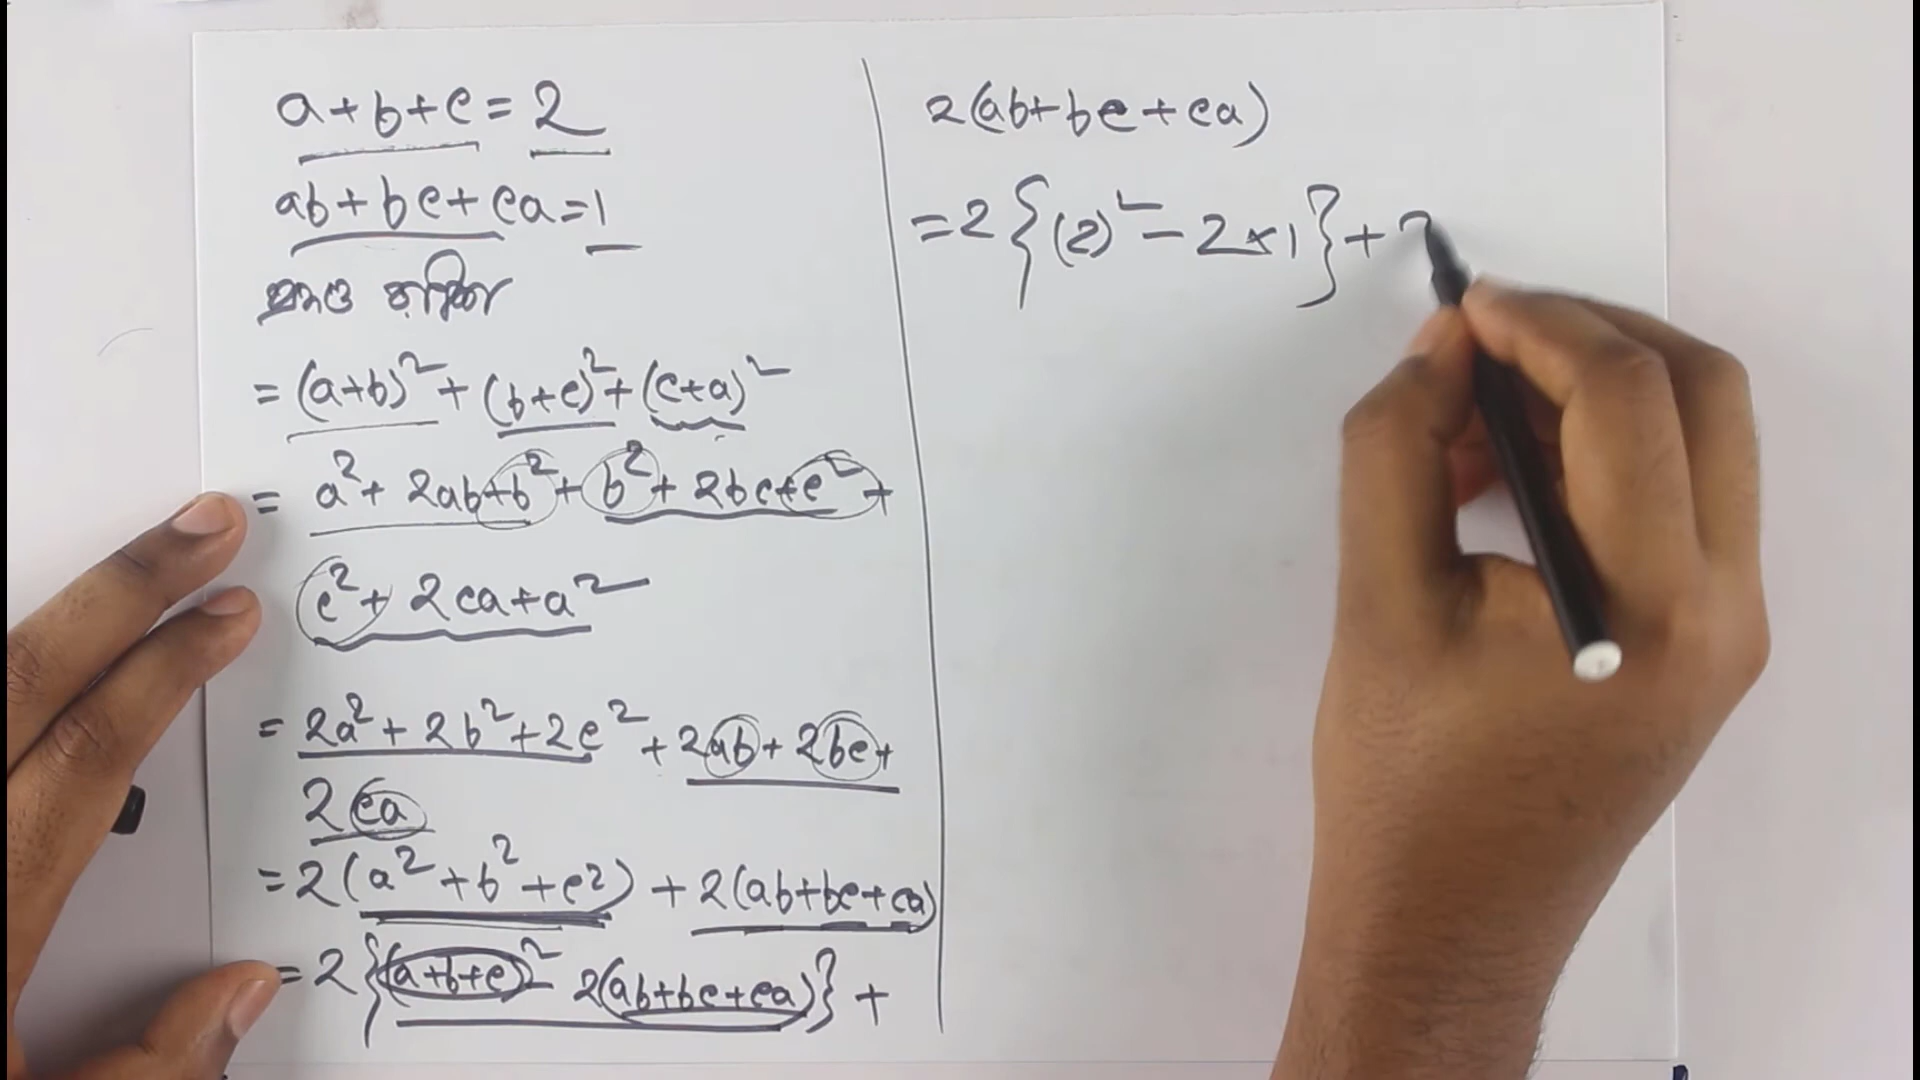 a+b+c=2
ab+bc+ca=1
প্রদত্ত রাশি
=(a+b)²+(b+c)²+(c+a)²
= a²+2ab+b²+b²+2bc+c²+
c²+2ca+a²
=2a²+2b²+2c²+2ab+2bc+
2ca
=2(a²+b²+c²)+2(ab+bc+ca)
=2{(a+b+c)²-2(ab+bc+ca)}+
2(ab+bc+ca)
=2{(2)²-2×1}+2